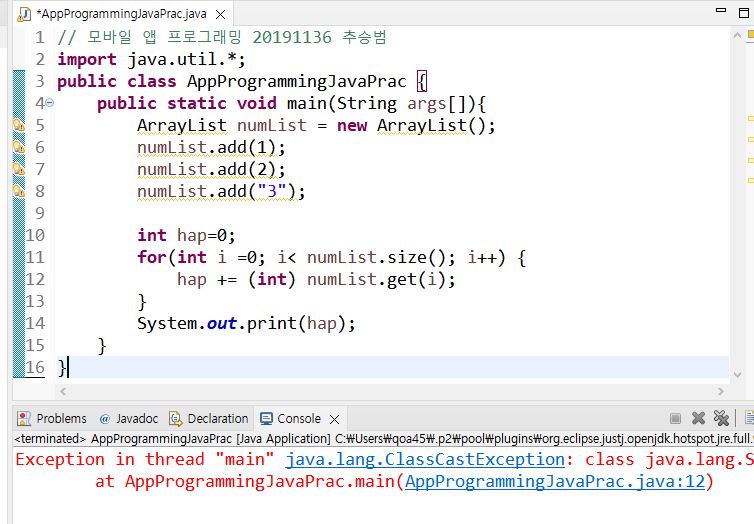 *AppProgrammingJavaPrac.java
1 // 모바일 앱 프로그래밍 20191136 추승범
2 import java.util.*;
3 public class AppProgrammingJavaPrac {
4 public static void main(String args[]){
5 ArrayList numList = new ArrayList();
6 numList.add(1);
7 numList.add(2);
8 numList.add("3");
9
10 int hap=0;
11 for(int i =0; i< numList.size(); i++) {
12 hap += (int) numList.get(i);
13 }
14 System.out.print(hap);
15 }
16 }
Problems @ Javadoc Declaration Console
<terminated> AppProgrammingJavaPrac [Java Application] C:₩Users₩qoa45₩.p2₩pool₩plugins₩org.eclipse.justj.openjdk.hotspot.jre.full.
Exception in thread "main" java.lang.ClassCastException: class java.lang.S
at AppProgrammingJavaPrac.main(AppProgrammingJavaPrac.java:12)